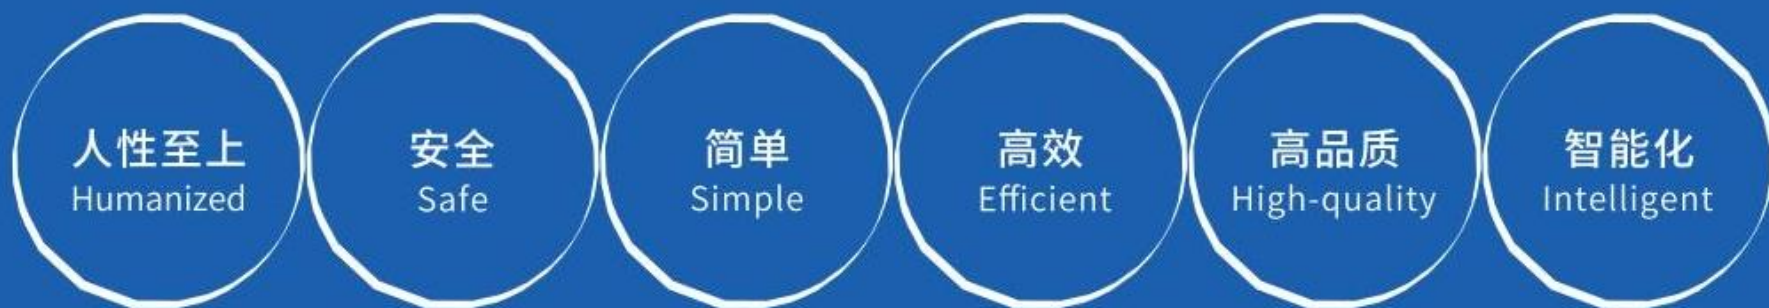 人性至上
Humanized
安全
Safe
简单
Simple
高效
Efficient
高品质
High-quality
智能化
Intelligent